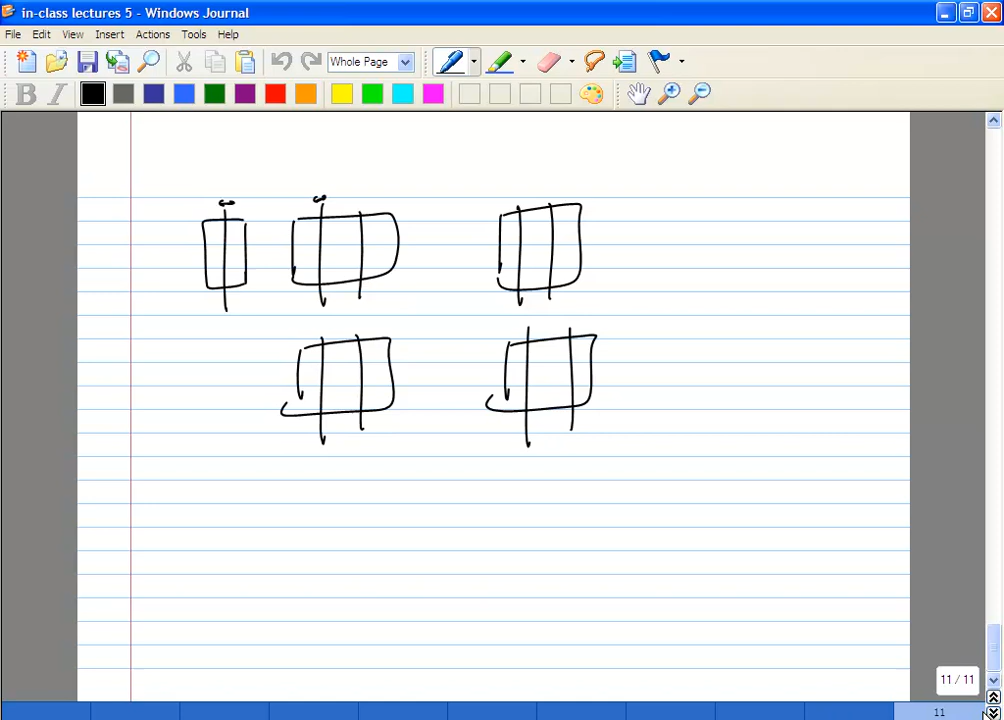 in-class lectures 5 - Windows Journal
File Edit View Insert Actions Tools Help
Whole Page
B I
11 / 11
11